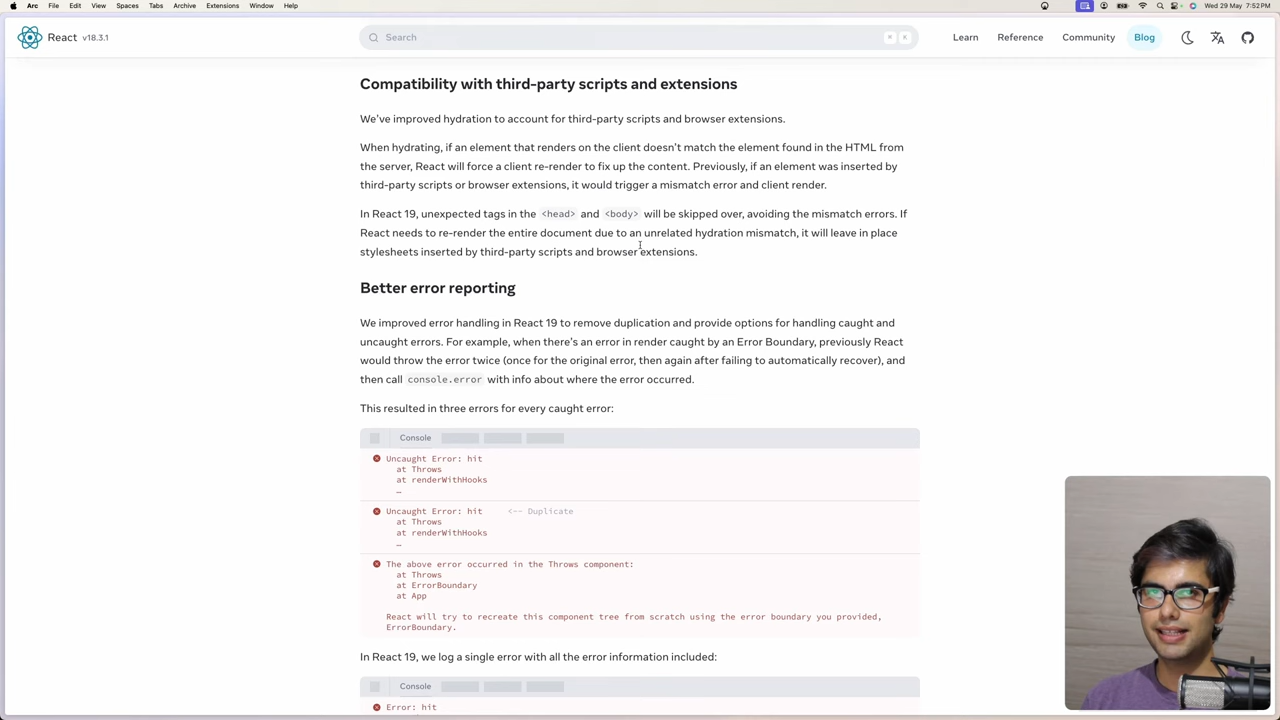 Arc File Edit View Spaces Tabs Archive Extensions Window Help Wed 29 May 7:52 PM
React v18.3.1 Search Learn Reference Community Blog
Compatibility with third-party scripts and extensions
We've improved hydration to account for third-party scripts and browser extensions.
When hydrating, if an element that renders on the client doesn't match the element found in the HTML from
the server, React will force a client re-render to fix up the content. Previously, if an element was inserted by
third-party scripts or browser extensions, it would trigger a mismatch error and client render.
In React 19, unexpected tags in the <head> and <body> will be skipped over, avoiding the mismatch errors. If
React needs to re-render the entire document due to an unrelated hydration mismatch, it will leave in place
stylesheets inserted by third-party scripts and browser extensions.
Better error reporting
We improved error handling in React 19 to remove duplication and provide options for handling caught and
uncaught errors. For example, when there's an error in render caught by an Error Boundary, previously React
would throw the error twice (once for the original error, then again after failing to automatically recover), and
then call console.error with info about where the error occurred.
This resulted in three errors for every caught error:
Console
Uncaught Error: hit
at Throws
at renderWithHooks
…
Uncaught Error: hit <-- Duplicate
at Throws
at renderWithHooks
…
The above error occurred in the Throws component:
at Throws
at ErrorBoundary
at App
React will try to recreate this component tree from scratch using the error boundary you provided,
ErrorBoundary.
In React 19, we log a single error with all the error information included:
Console
Error: hit